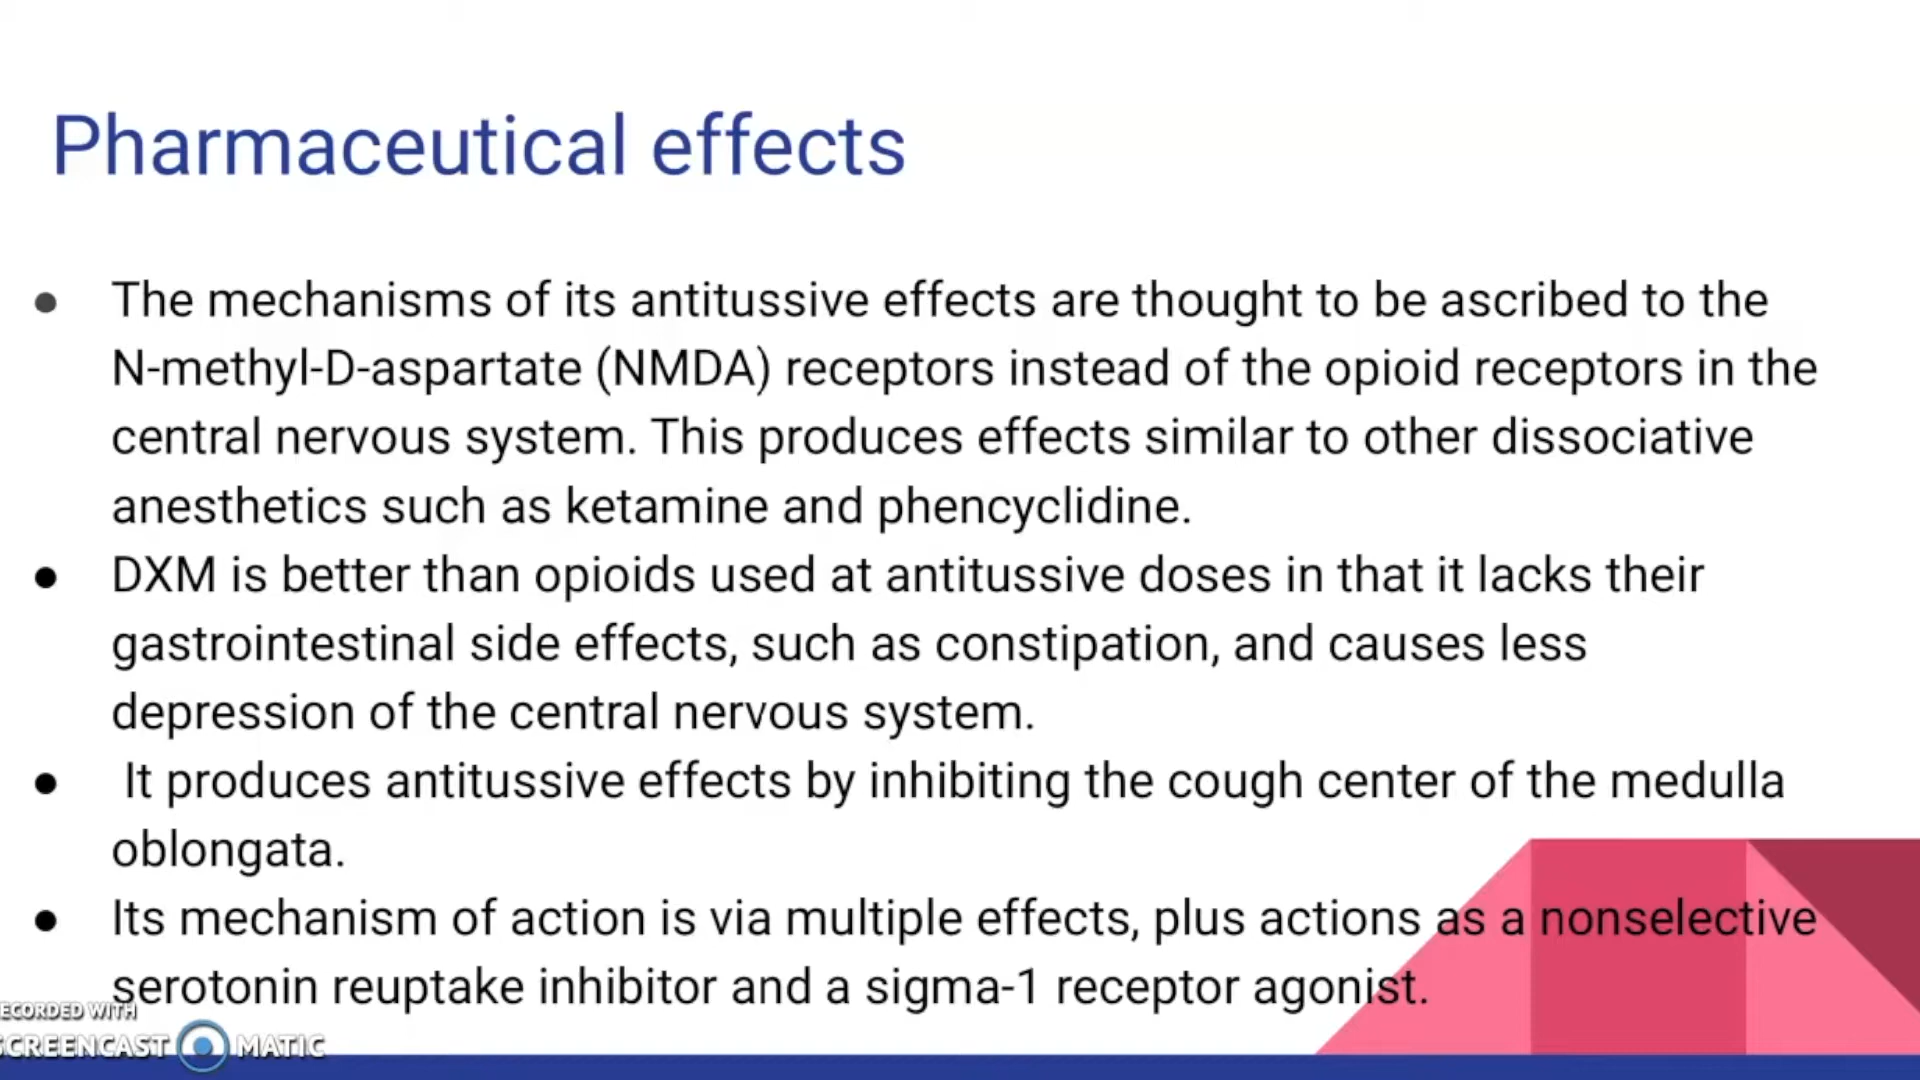 Pharmaceutical effects
● The mechanisms of its antitussive effects are thought to be ascribed to the
N-methyl-D-aspartate (NMDA) receptors instead of the opioid receptors in the
central nervous system. This produces effects similar to other dissociative
anesthetics such as ketamine and phencyclidine.
● DXM is better than opioids used at antitussive doses in that it lacks their
gastrointestinal side effects, such as constipation, and causes less
depression of the central nervous system.
● It produces antitussive effects by inhibiting the cough center of the medulla
oblongata.
● Its mechanism of action is via multiple effects, plus actions as a nonselective
serotonin reuptake inhibitor and a sigma-1 receptor agonist.
ECORDED WITH
SCREENCAST MATIC